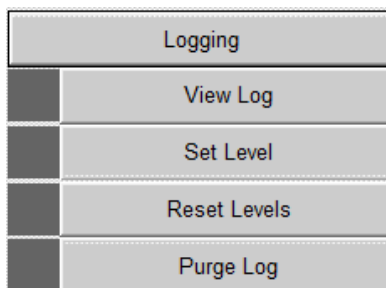 Logging
View Log
Set Level
Reset Levels
Purge Log